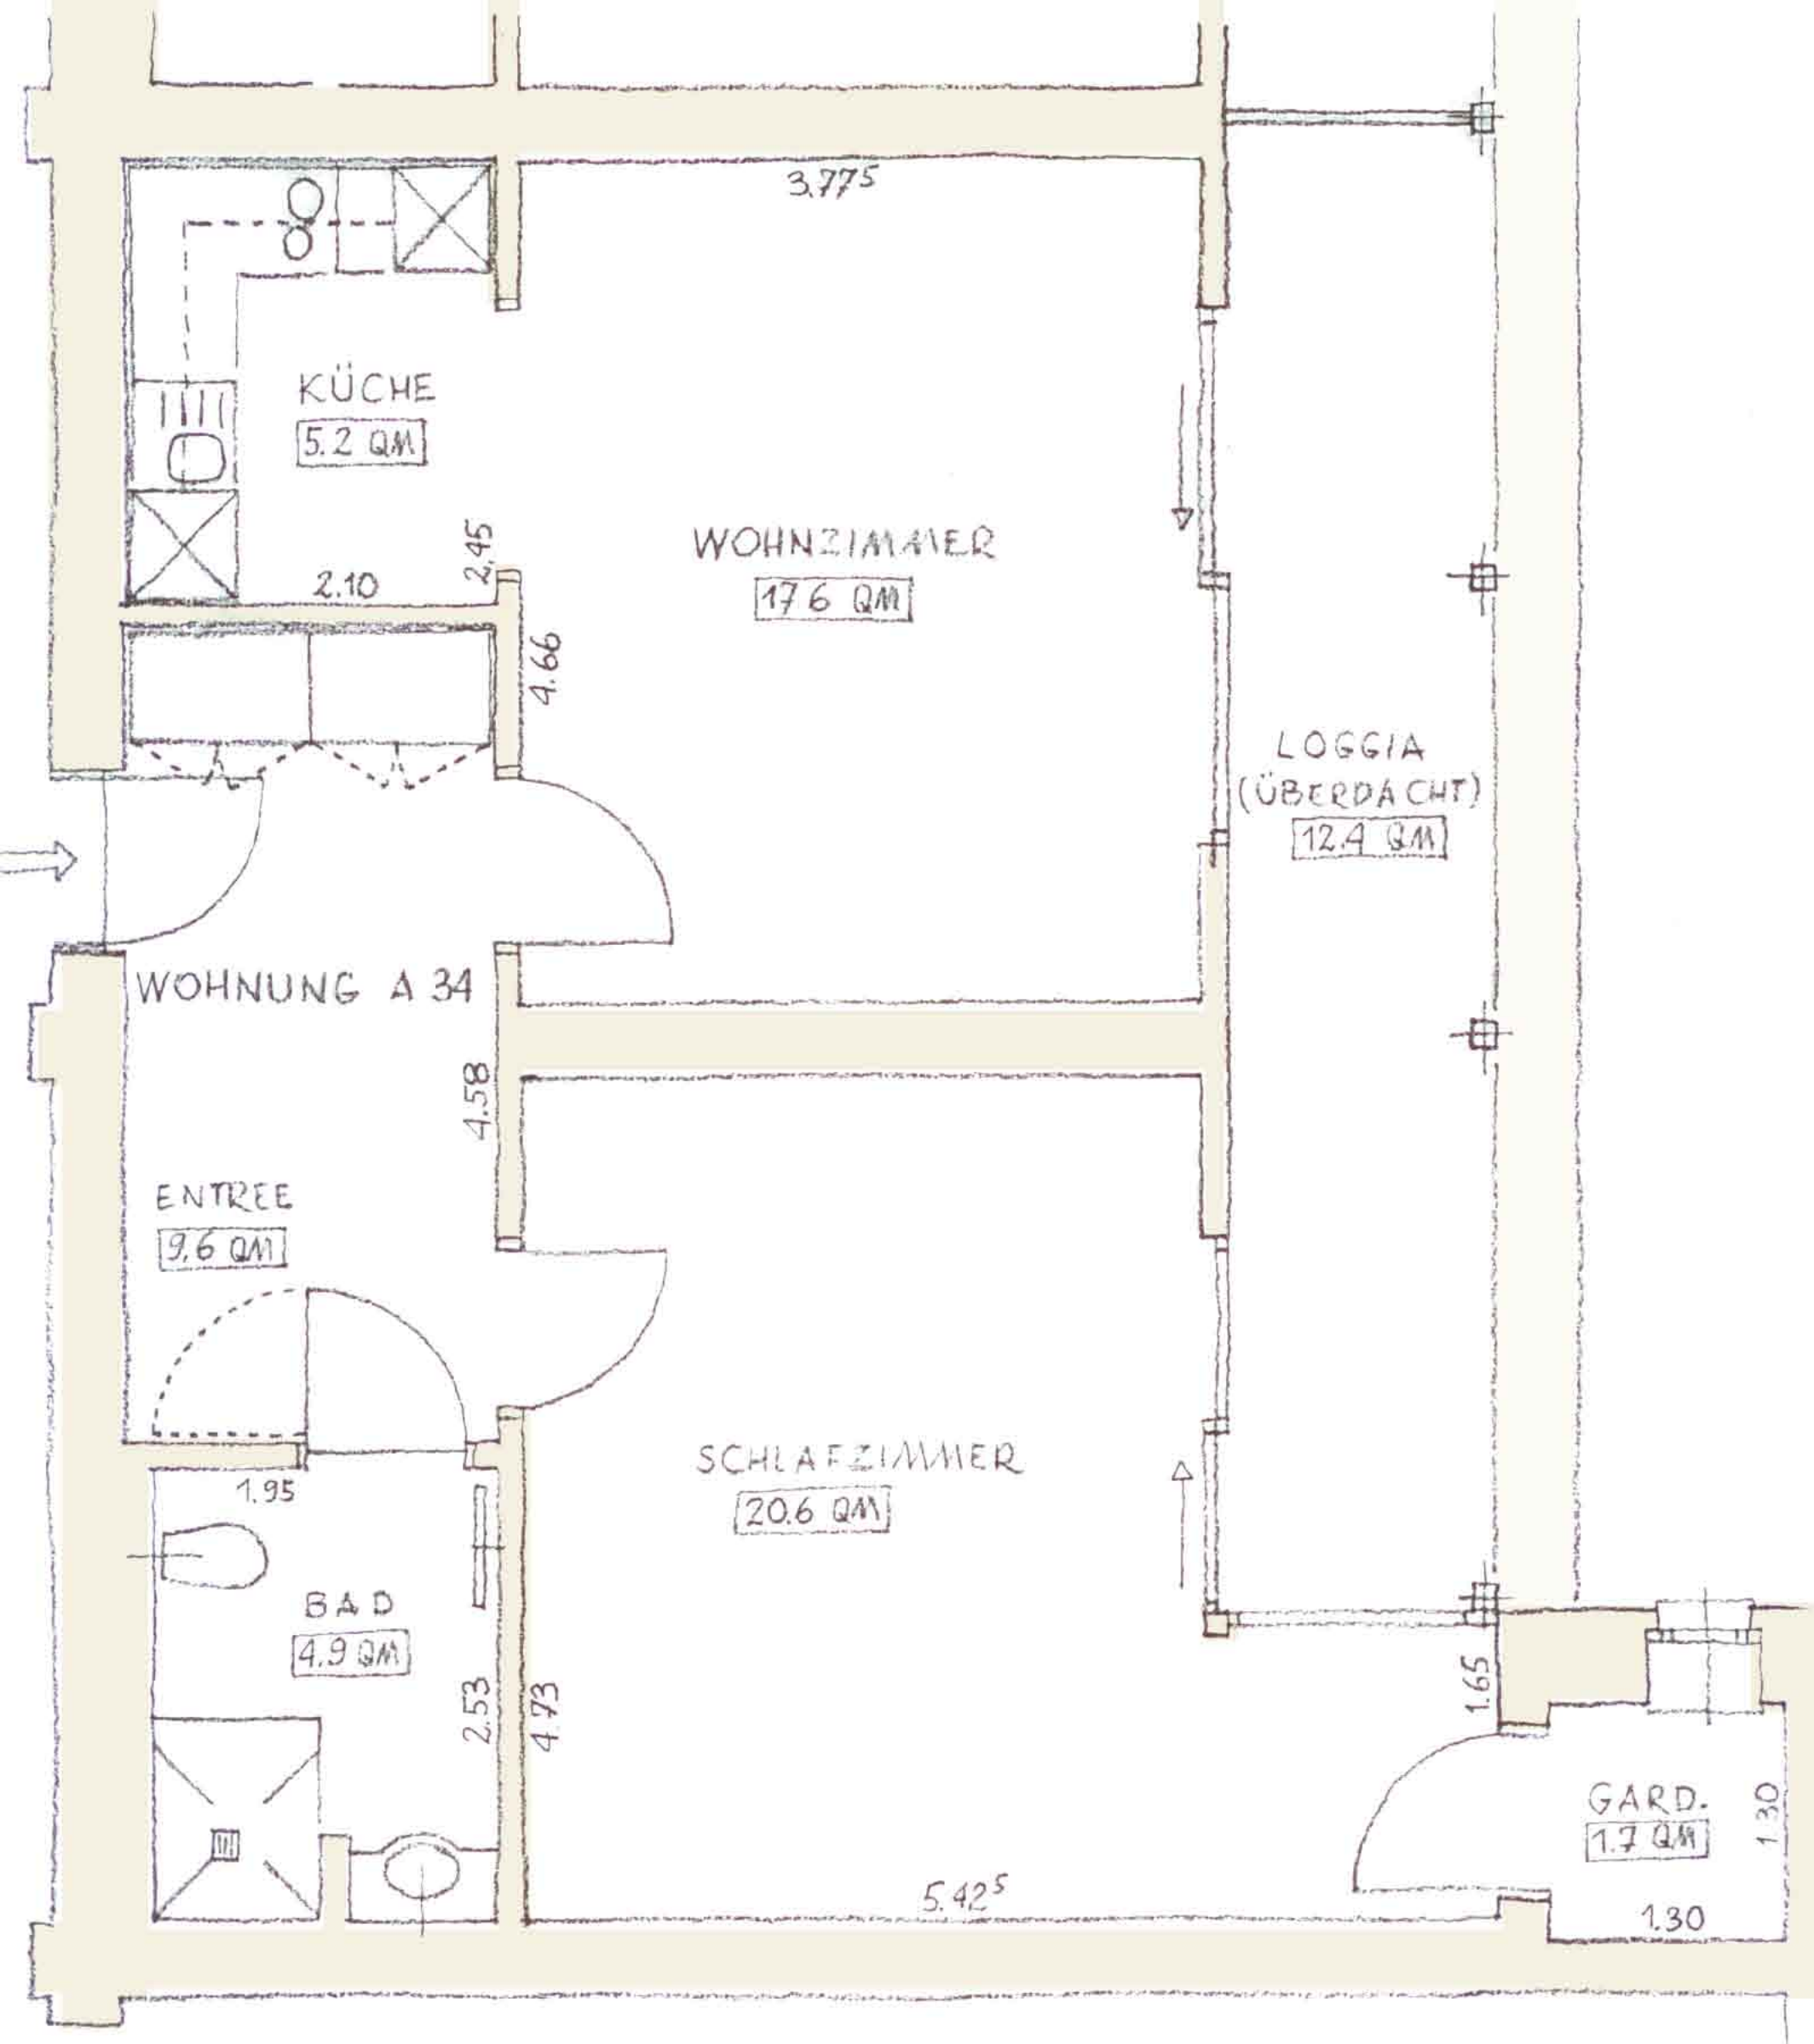 3.77⁵
KÜCHE
5.2 QM
2.45
2.10
WOHNZIMMER
17.6 QM
4.66
LOGGIA
(ÜBERDACHT)
12.4 QM
WOHNUNG A 34
4.58
ENTREE
9.6 QM
SCHLAFZIMMER
20.6 QM
1.95
BAD
4.9 QM
2.53
4.73
1.65
GARD.
1.7 QM
1.30
5.42⁵
1.30